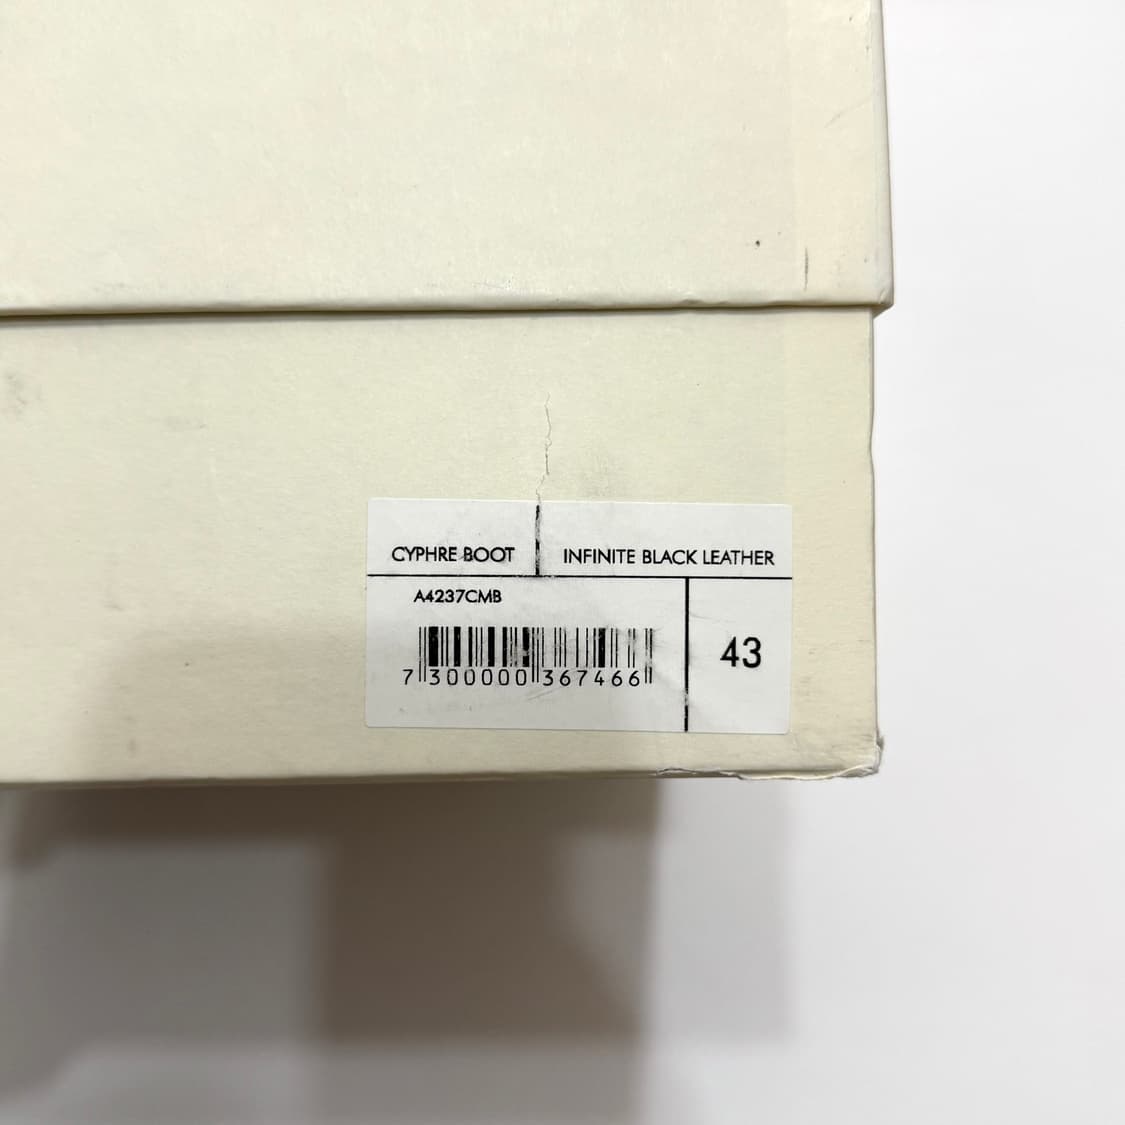 CYPHRE BOOT INFINITE BLACK LEATHER
A4237CMB
43
7 300000 367466